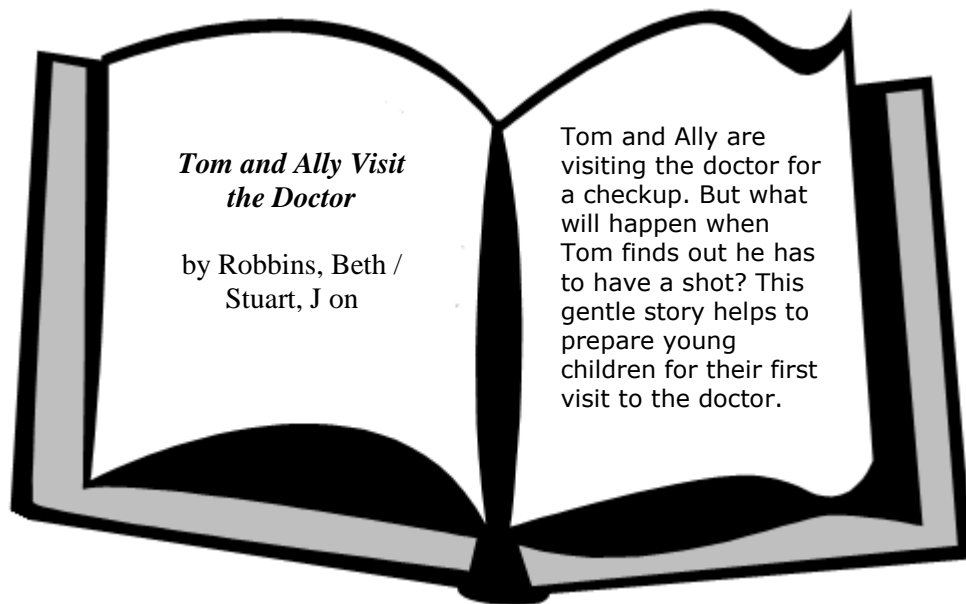 Tom and Ally Visit
the Doctor
by Robbins, Beth /
Stuart, J on
Tom and Ally are
visiting the doctor for
a checkup. But what
will happen when
Tom finds out he has
to have a shot? This
gentle story helps to
prepare young
children for their first
visit to the doctor.